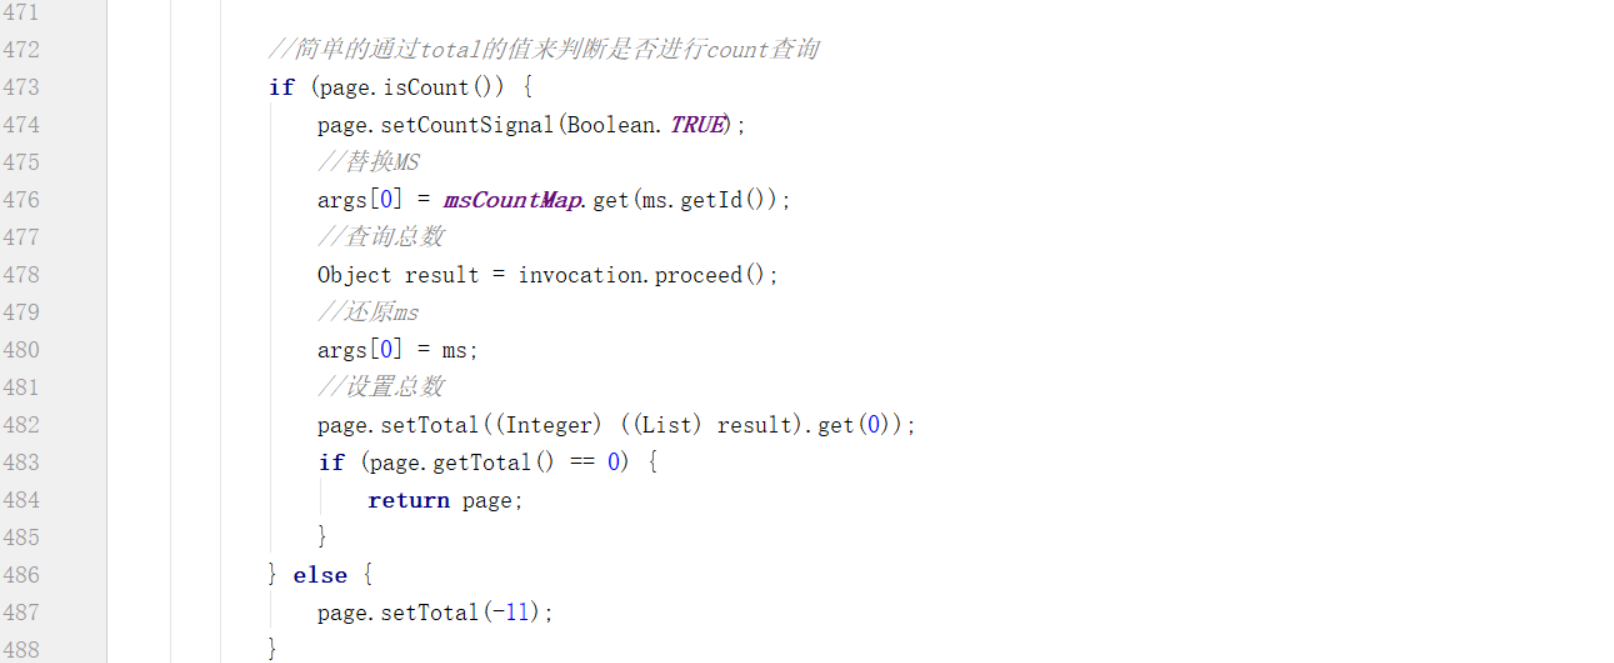 471
472 //简单的通过total的值来判断是否进行count查询
473 if (page.isCount()) {
474 page.setCountSignal(Boolean.TRUE);
475 //替换MS
476 args[0] = msCountMap.get(ms.getId());
477 //查询总数
478 Object result = invocation.proceed();
479 //还原ms
480 args[0] = ms;
481 //设置总数
482 page.setTotal((Integer) ((List) result).get(0));
483 if (page.getTotal() == 0) {
484 return page;
485 }
486 } else {
487 page.setTotal(-1l);
488 }